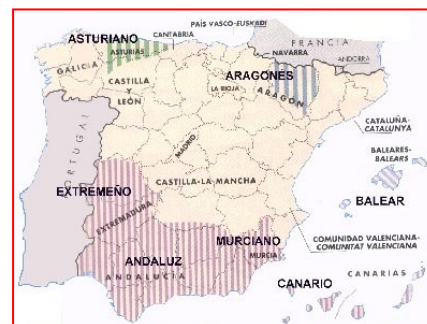 PAÍS VASCO-EUSKADI
ASTURIANO
CANTABRIA
ASTURIAS
NAVARRA
FRANCIA
ANDORRA
GALICIA
ARAGONES
CASTILLA
Y
LEÓN
LA RIOJA
ARAGÓN
CATALUÑA-
CATALUNYA
PORTUGAL
MADRID
BALEARES-
BALEARS
EXTREMEÑO
CASTILLA-LA MANCHA
BALEAR
EXTREMADURA
COMUNIDAD VALENCIANA-
COMUNITAT VALENCIANA
MURCIANO
MURCIA
ANDALUZ
ANDALUCÍA
CANARIO
CANARIAS